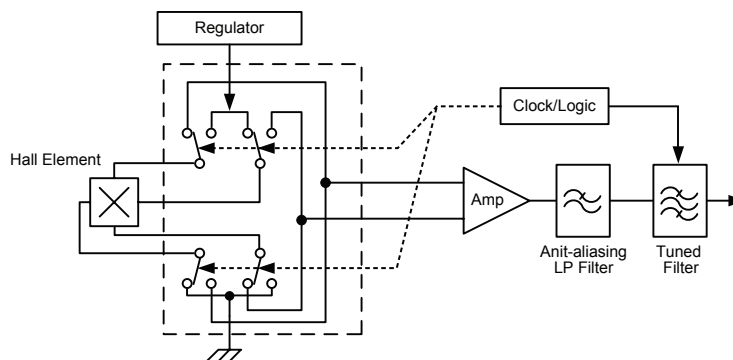 Regulator
Clock/Logic
Hall Element
Amp
Anit-aliasing
LP Filter
Tuned
Filter